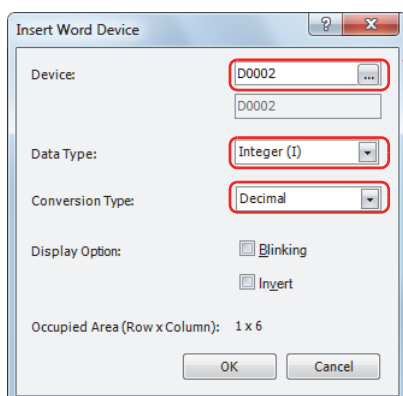 Insert Word Device
Device: D0002 ...
D0002
Data Type: Integer (I)
Conversion Type: Decimal
Display Option: Blinking
Invert
Occupied Area (Row x Column): 1 x 6
OK Cancel